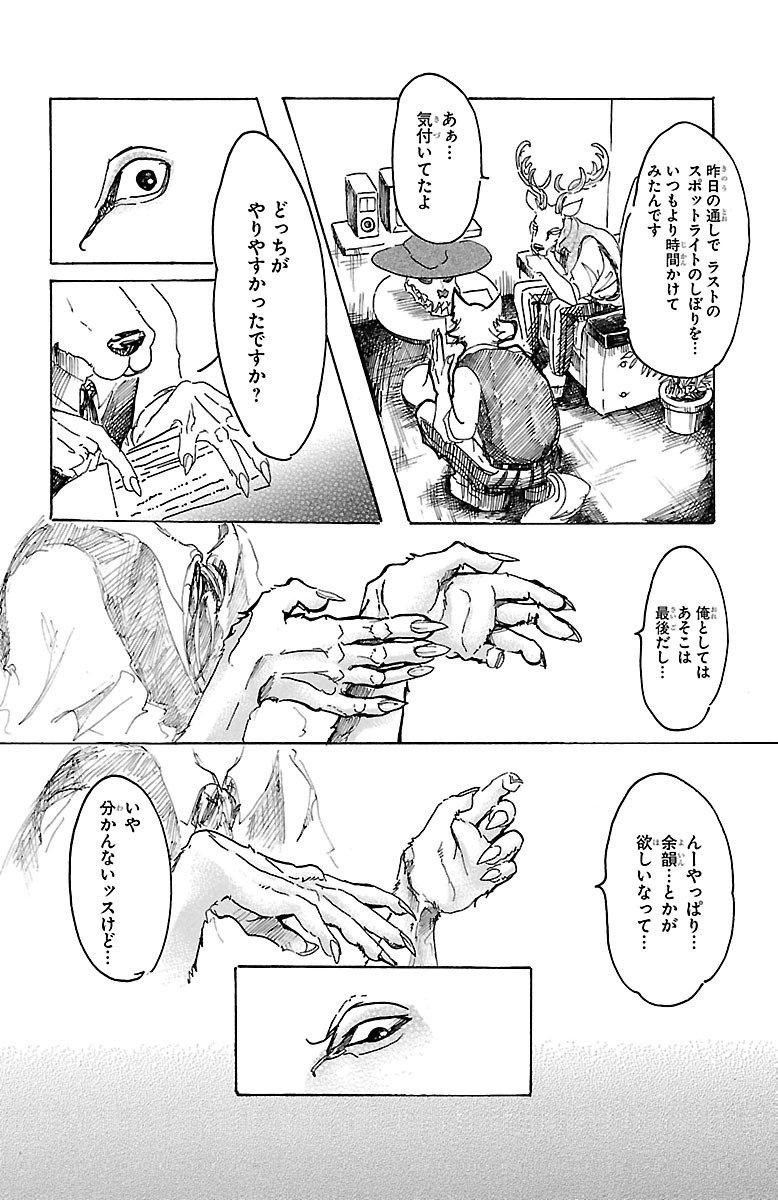 昨日の通しで ラストの
スポットライトのしぼりを…
いつもより時間かけて
みたんです
あぁ…
気付いてたよ
どっちが
やりやすかったですか?
俺としては
あそこは
最後だし…
んーやっぱり…
余韻…とかが
欲しいなって…
いや
分かんないッスけど…